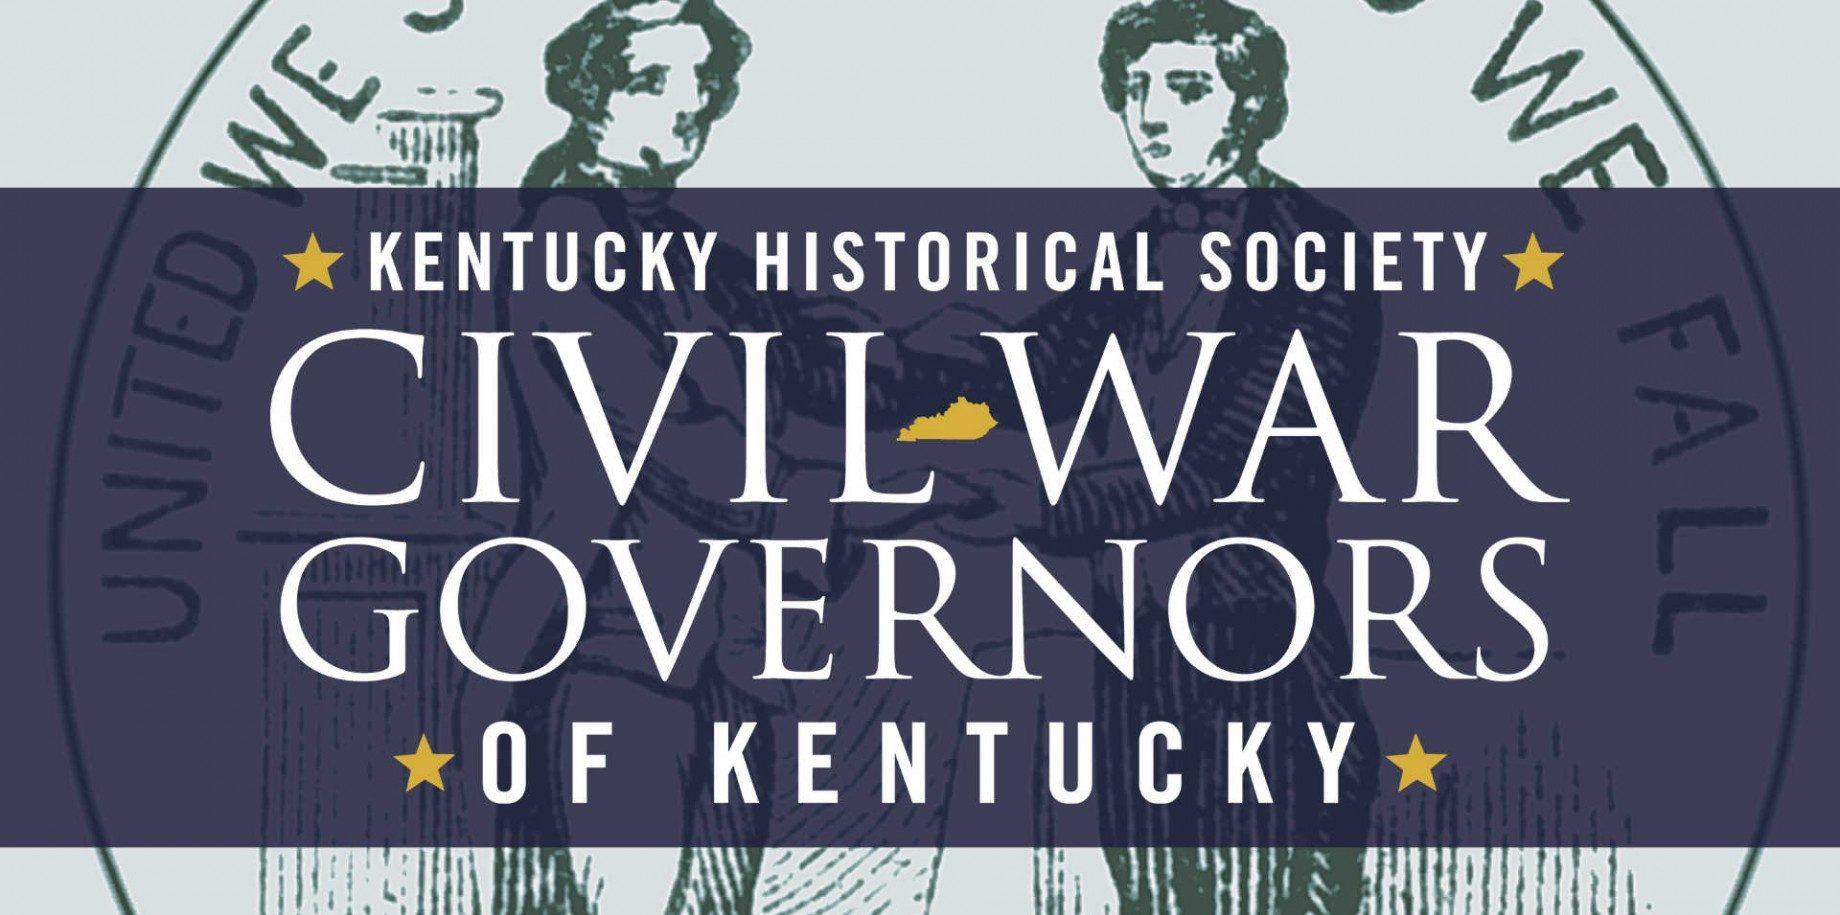 UNITED WE S
WE FALL
KENTUCKY HISTORICAL SOCIETY
CIVIL WAR
GOVERNORS
OF KENTUCKY